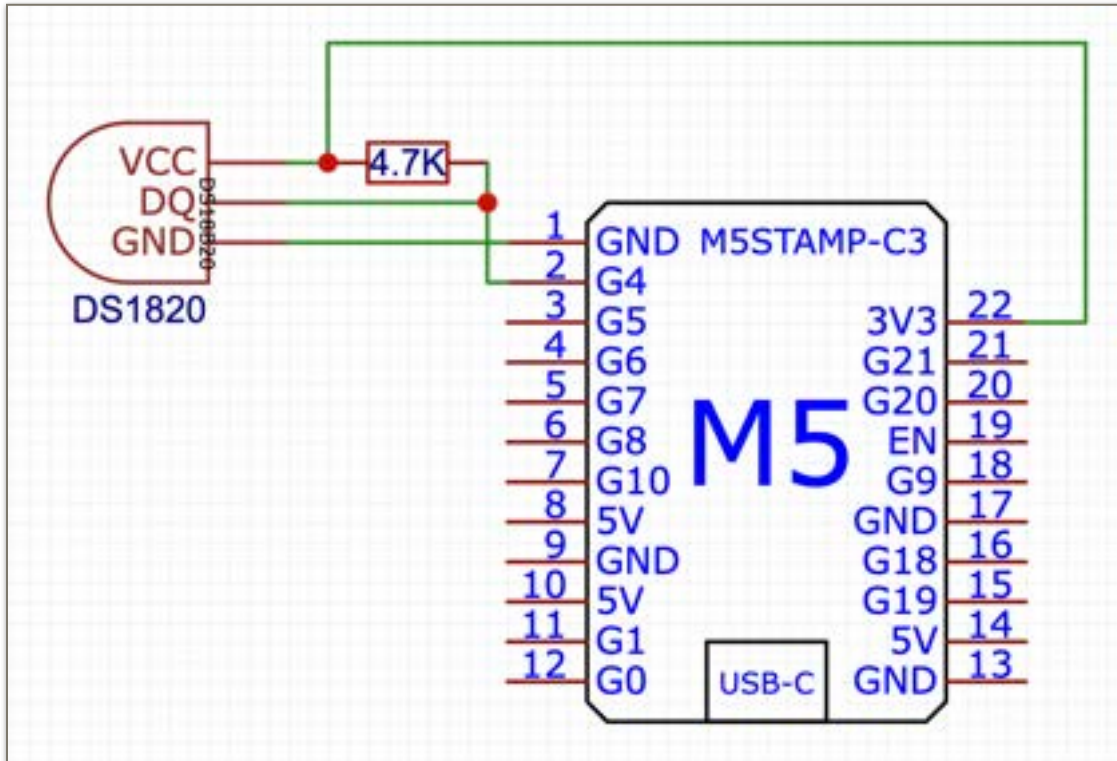 VCC
4.7K
DQ
GND
DS18B20
DS1820
M5STAMP-C3
1 GND
2 G4
3 G5
4 G6
5 G7
6 G8
7 G10
8 5V
9 GND
10 5V
11 G1
12 G0
M5
3V3 22
G21 21
G20 20
EN 19
G9 18
GND 17
G18 16
G19 15
5V 14
GND 13
USB-C